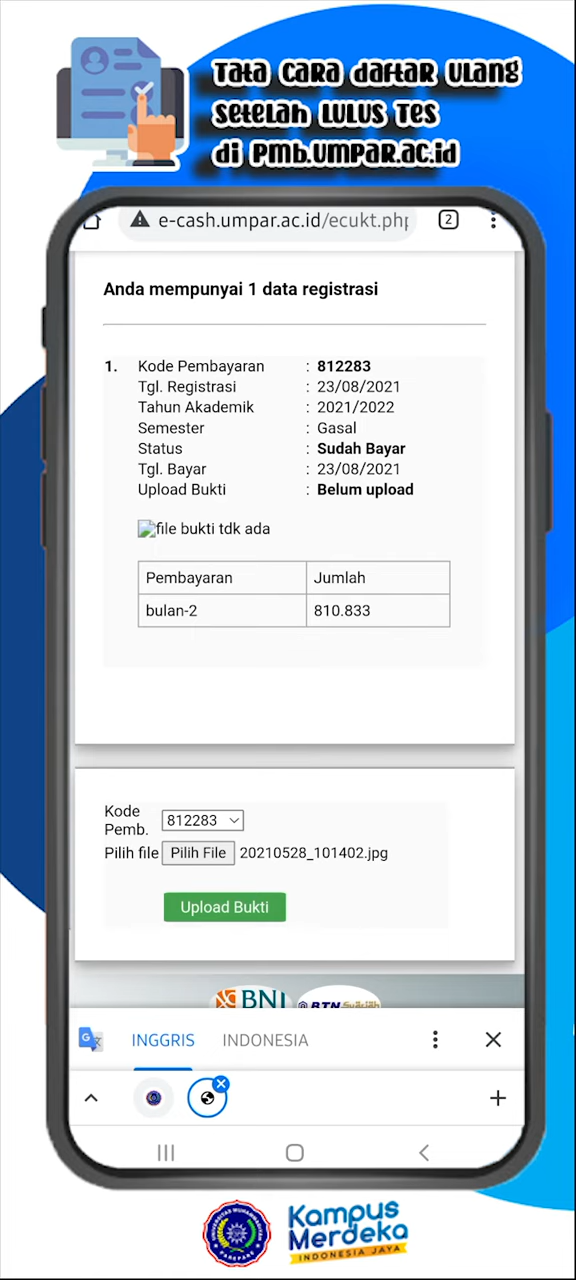 Tata Cara daftar Ulang
setelah LULUS Tes
di Pmb.umpar.ac.id
e-cash.umpar.ac.id/ecukt.php
2
Anda mempunyai 1 data registrasi
1. Kode Pembayaran : 812283
Tgl. Registrasi : 23/08/2021
Tahun Akademik : 2021/2022
Semester : Gasal
Status : Sudah Bayar
Tgl. Bayar : 23/08/2021
Upload Bukti : Belum upload
file bukti tdk ada
Pembayaran Jumlah
bulan-2 810.833
Kode
Pemb. 812283
Pilih file Pilih File 20210528_101402.jpg
Upload Bukti
BNI BTN Syariah
INGGRIS INDONESIA
UNIVERSITAS MUHAMMADIYAH
PAREPARE
Kampus
Merdeka
INDONESIA JAYA